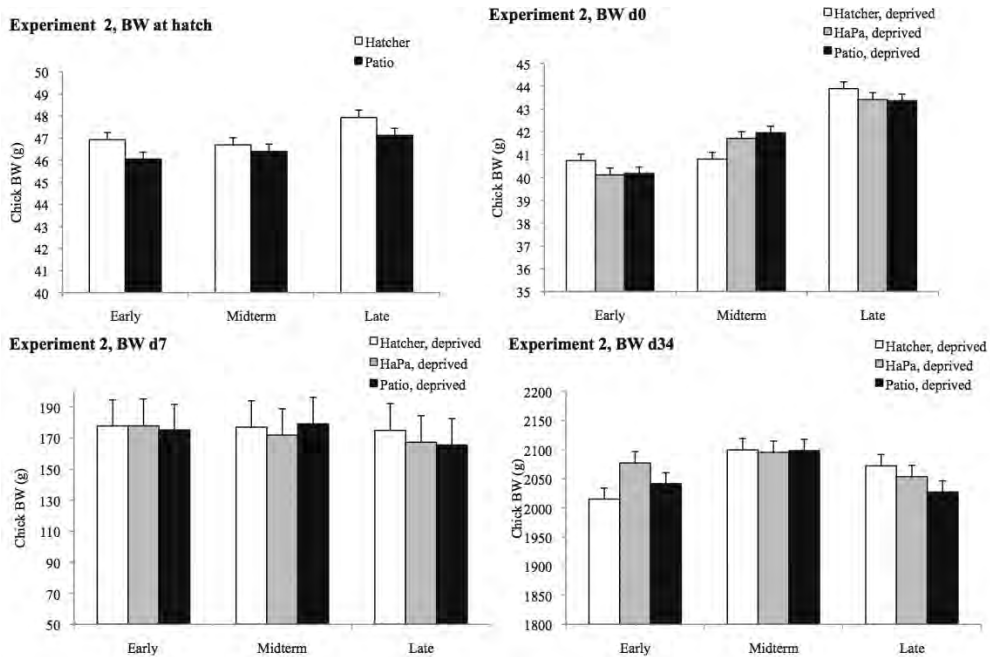 Experiment 2, BW at hatch
Hatcher
Patio
50
49
48
47
46
45
44
43
42
41
40
Chick BW (g)
Early Midterm Late
Experiment 2, BW d0
Hatcher, deprived
HaPa, deprived
Patio, deprived
45
44
43
42
41
40
39
38
37
36
35
Chick BW (g)
Early Midterm Late
Experiment 2, BW d7
Hatcher, deprived
HaPa, deprived
Patio, deprived
190
170
150
130
110
90
70
50
Chick BW (g)
Early Midterm Late
Experiment 2, BW d34
Hatcher, deprived
HaPa, deprived
Patio, deprived
2200
2150
2100
2050
2000
1950
1900
1850
1800
Chick BW (g)
Early Midterm Late